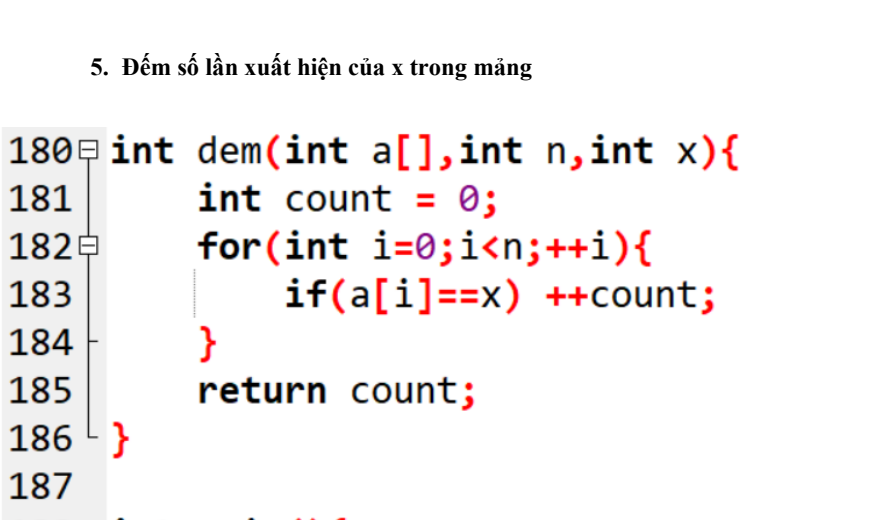 5. Đếm số lần xuất hiện của x trong mảng
180 int dem(int a[],int n,int x){
181 int count = 0;
182 for(int i=0;i<n;++i){
183 if(a[i]==x) ++count;
184 }
185 return count;
186 }
187